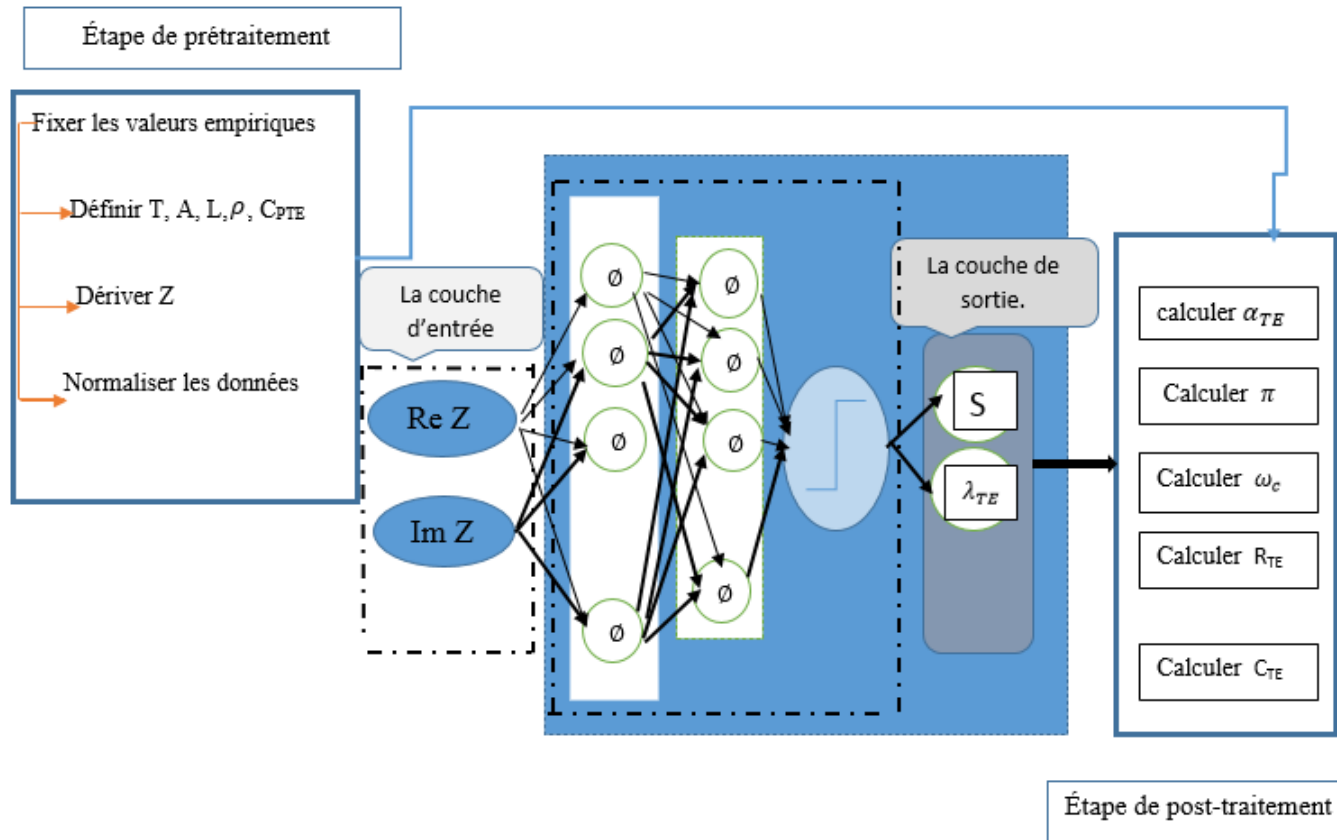 Étape de prétraitement
Fixer les valeurs empiriques
Définir T, A, L, ρ, CPTE
Dériver Z
Normaliser les données
La couche
d'entrée
Re Z
Im Z
Ø
Ø
Ø
Ø
Ø
Ø
Ø
Ø
La couche de
sortie.
S
λTE
calculer αTE
Calculer π
Calculer ωc
Calculer RTE
Calculer CTE
Étape de post-traitement